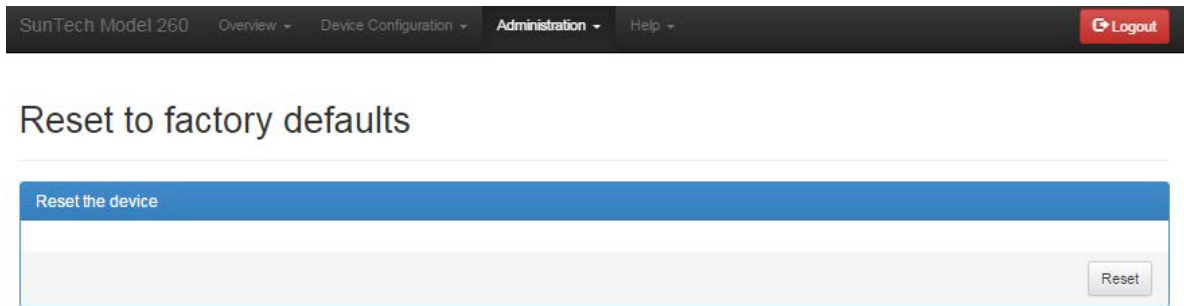 SunTech Model 260 Overview Device Configuration Administration Help Logout
Reset to factory defaults
Reset the device
Reset